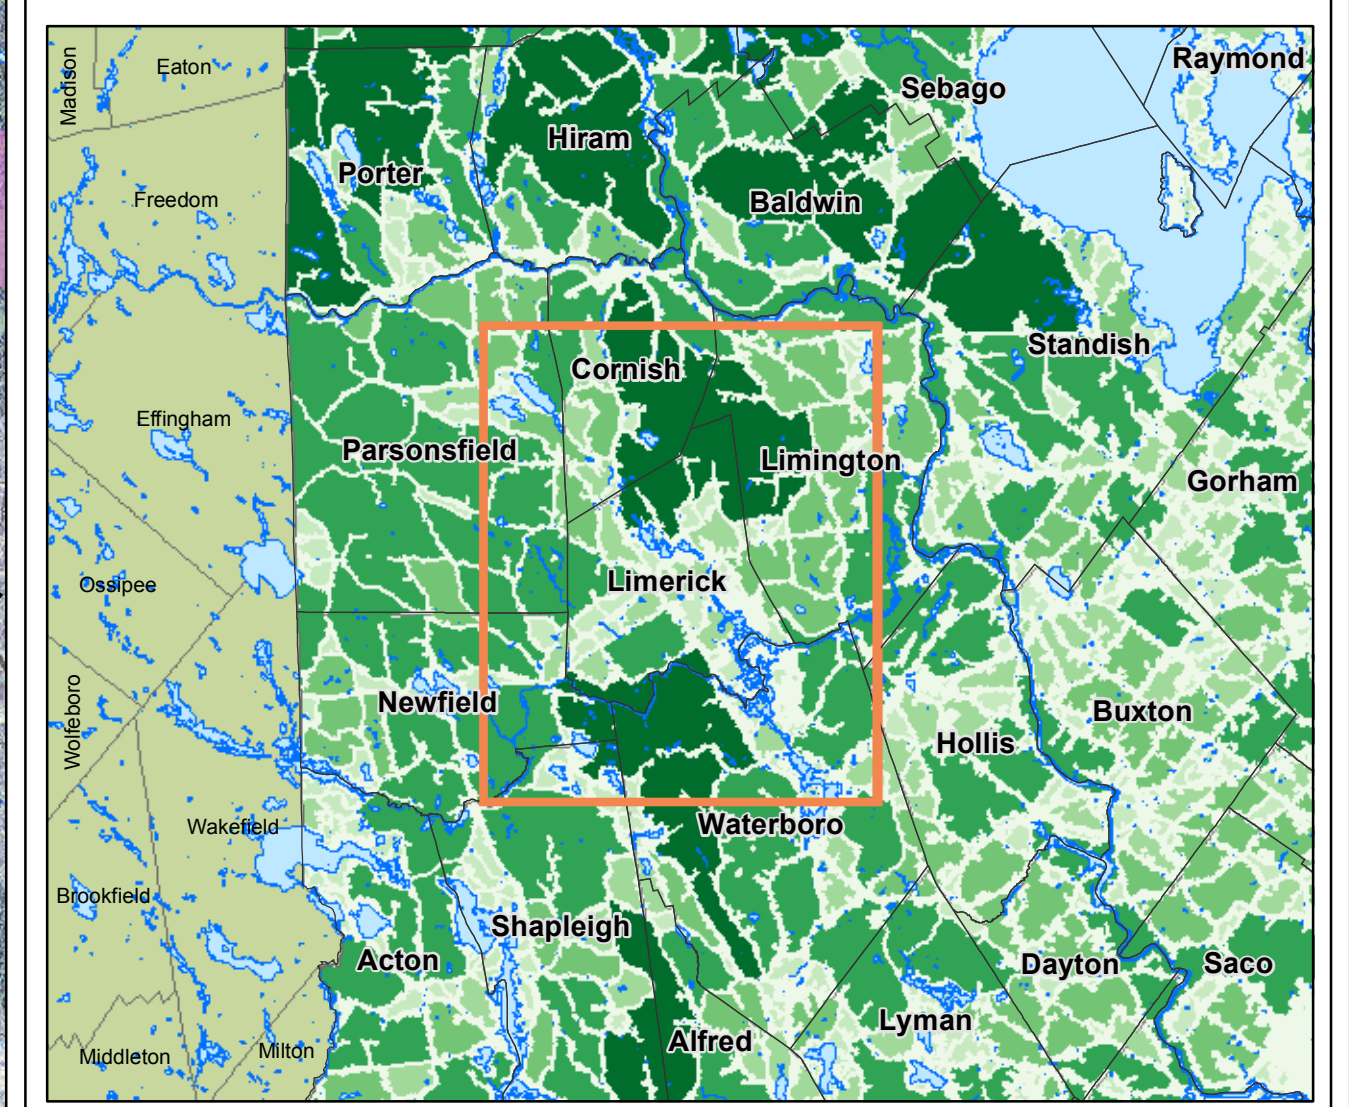 Raymond
Madison
Eaton
Sebago
Hiram
Porter
Freedom
Baldwin
Standish
Cornish
Effingham
Parsonsfield
Limington
Gorham
Ossipee
Limerick
Newfield
Wolfeboro
Buxton
Hollis
Wakefield
Waterboro
Brookfield
Shapleigh
Acton
Dayton
Saco
Lyman
Alfred
Middleton
Milton